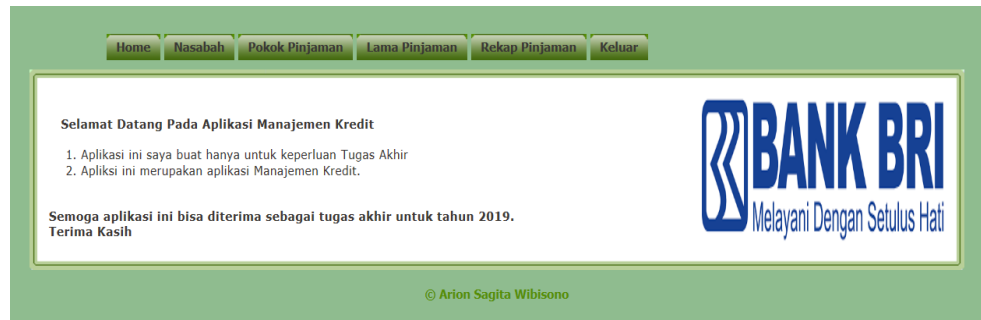 Home Nasabah Pokok Pinjaman Lama Pinjaman Rekap Pinjaman Keluar
Selamat Datang Pada Aplikasi Manajemen Kredit
1. Aplikasi ini saya buat hanya untuk keperluan Tugas Akhir
2. Apliksi ini merupakan aplikasi Manajemen Kredit.
Semoga aplikasi ini bisa diterima sebagai tugas akhir untuk tahun 2019.
Terima Kasih
BANK BRI
Melayani Dengan Setulus Hati
© Arion Sagita Wibisono